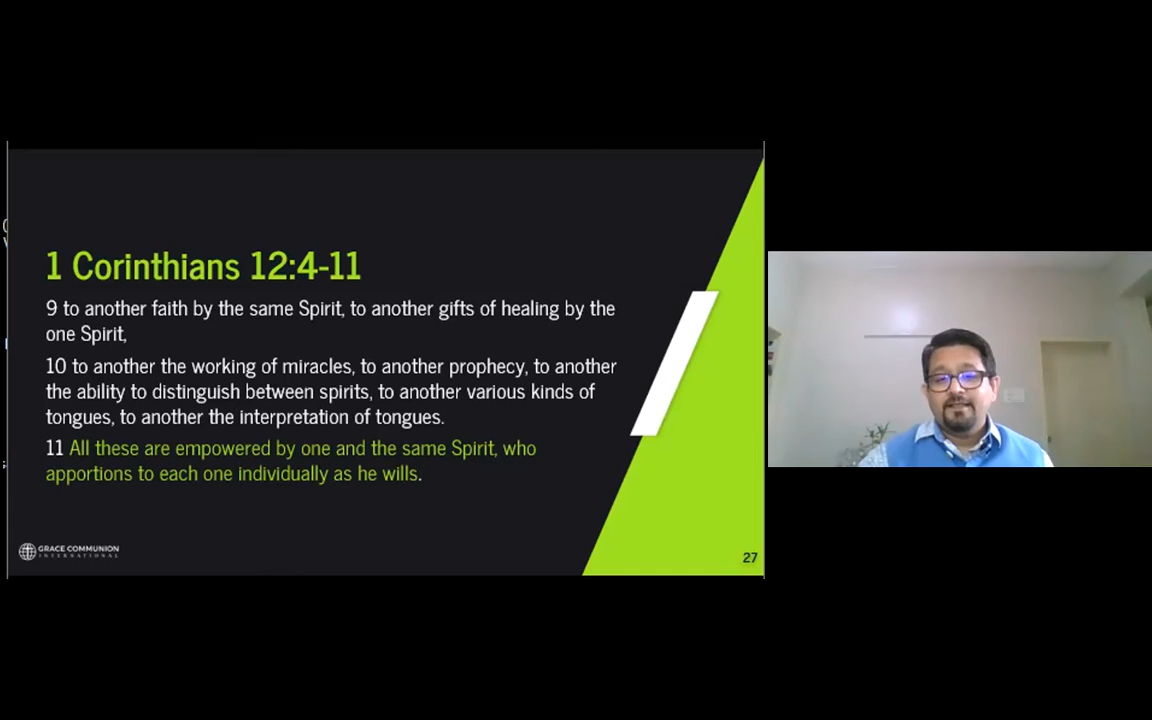 1 Corinthians 12:4-11
9 to another faith by the same Spirit, to another gifts of healing by the
one Spirit,
10 to another the working of miracles, to another prophecy, to another
the ability to distinguish between spirits, to another various kinds of
tongues, to another the interpretation of tongues.
11 All these are empowered by one and the same Spirit, who
apportions to each one individually as he wills.
GRACE COMMUNION
INTERNATIONAL
27